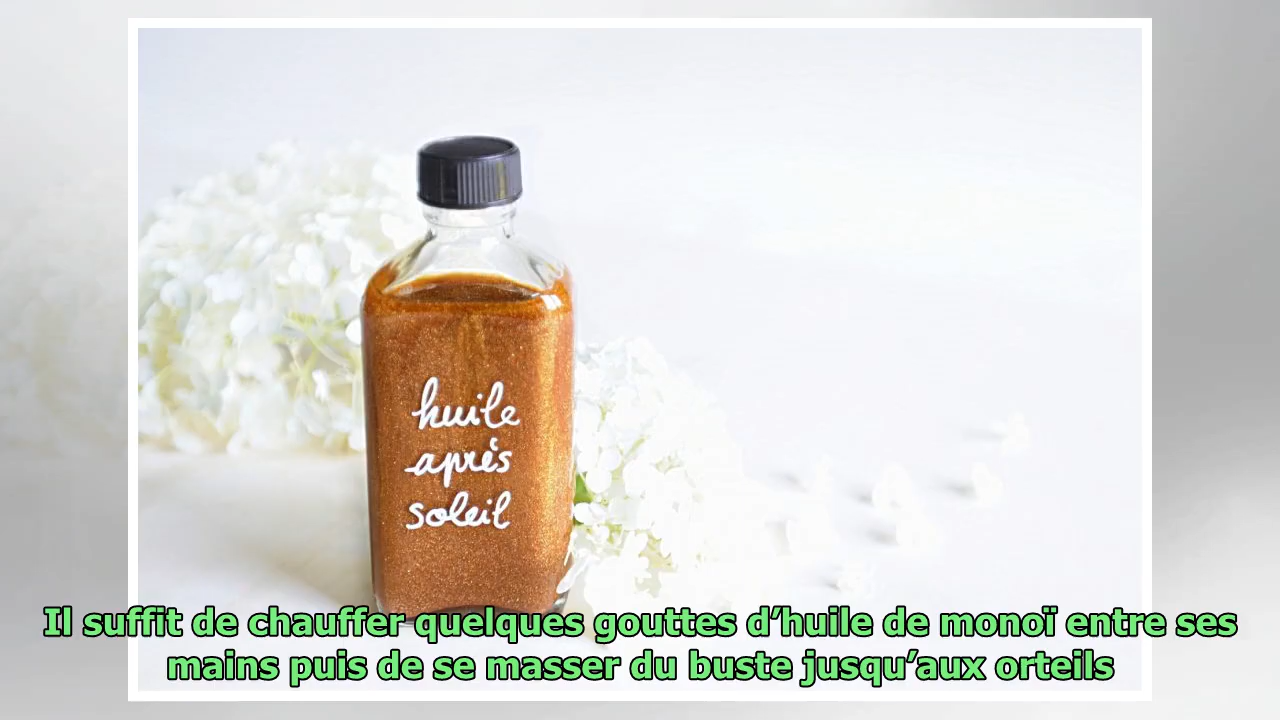 huile
après
soleil
Il suffit de chauffer quelques gouttes d’huile de monoï entre ses
mains puis de se masser du buste jusqu’aux orteils